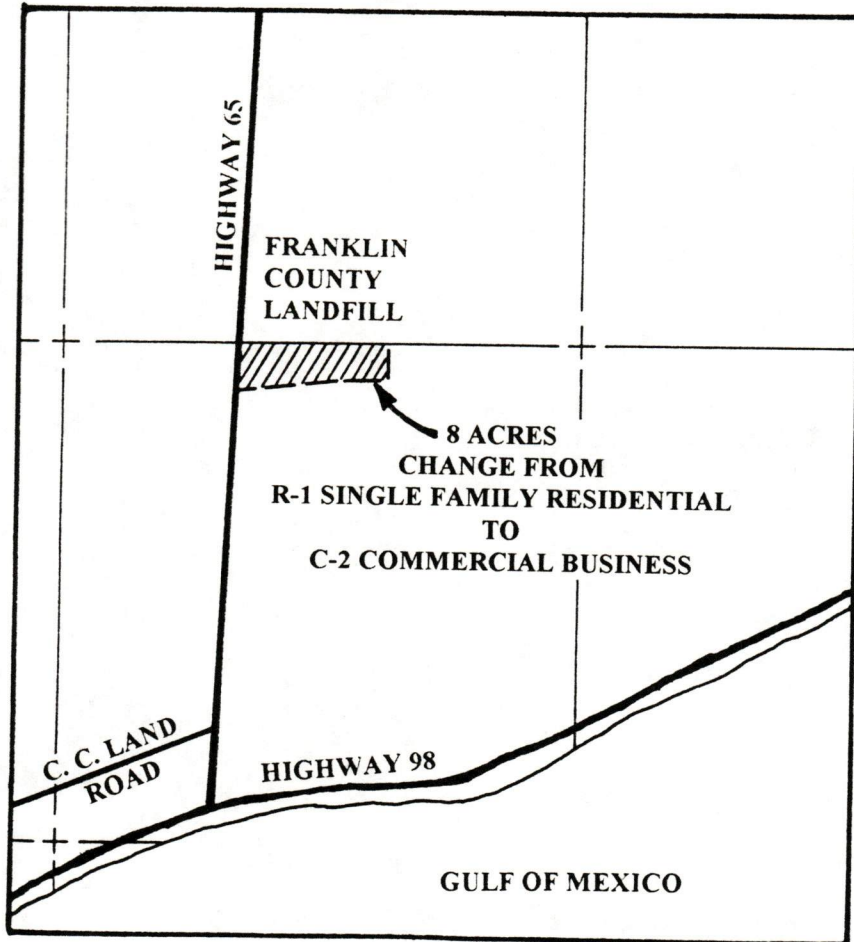 HIGHWAY 65
FRANKLIN
COUNTY
LANDFILL
8 ACRES
CHANGE FROM
R-1 SINGLE FAMILY RESIDENTIAL
TO
C-2 COMMERCIAL BUSINESS
C. C. LAND
ROAD
HIGHWAY 98
GULF OF MEXICO